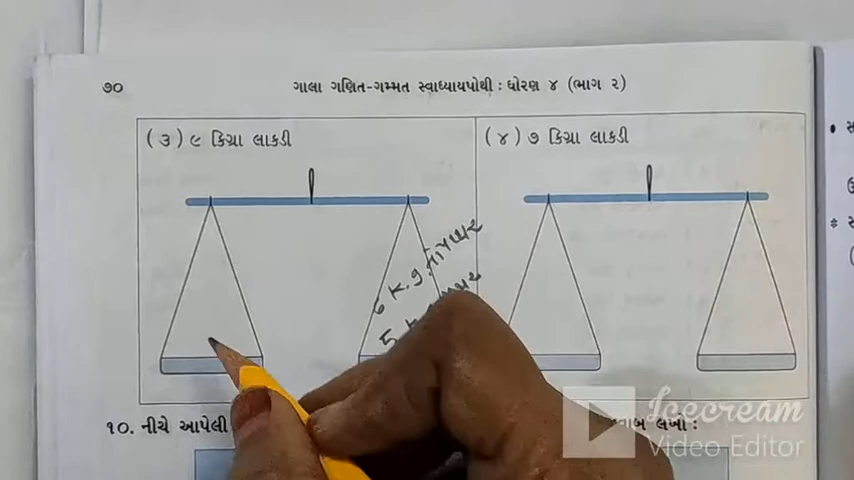 ૭૦
ગાલા ગણિત-ગમ્મત સ્વાધ્યાયપોથી : ધોરણ ૪ (ભાગ ૨)
(૩) ૯ કિગ્રા લાકડી
(૪) ૭ કિગ્રા લાકડી
K.g.
5
૧૦. નીચે આપેલી
લખો :
Icecream
Video Editor